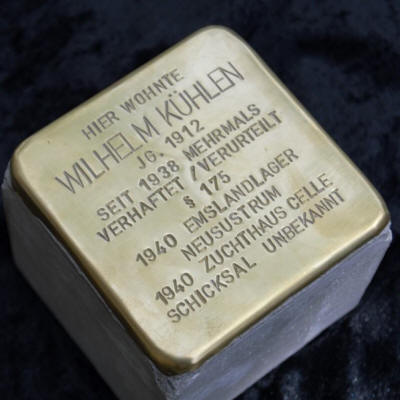 HIER WOHNTE
WILHELM KÜHLEN
JG. 1912
SEIT 1938 MEHRMALS
VERHAFTET / VERURTEILT
§ 175
1940 EMSLANDLAGER
NEUSUSTRUM
1940 ZUCHTHAUS CELLE
SCHICKSAL UNBEKANNT